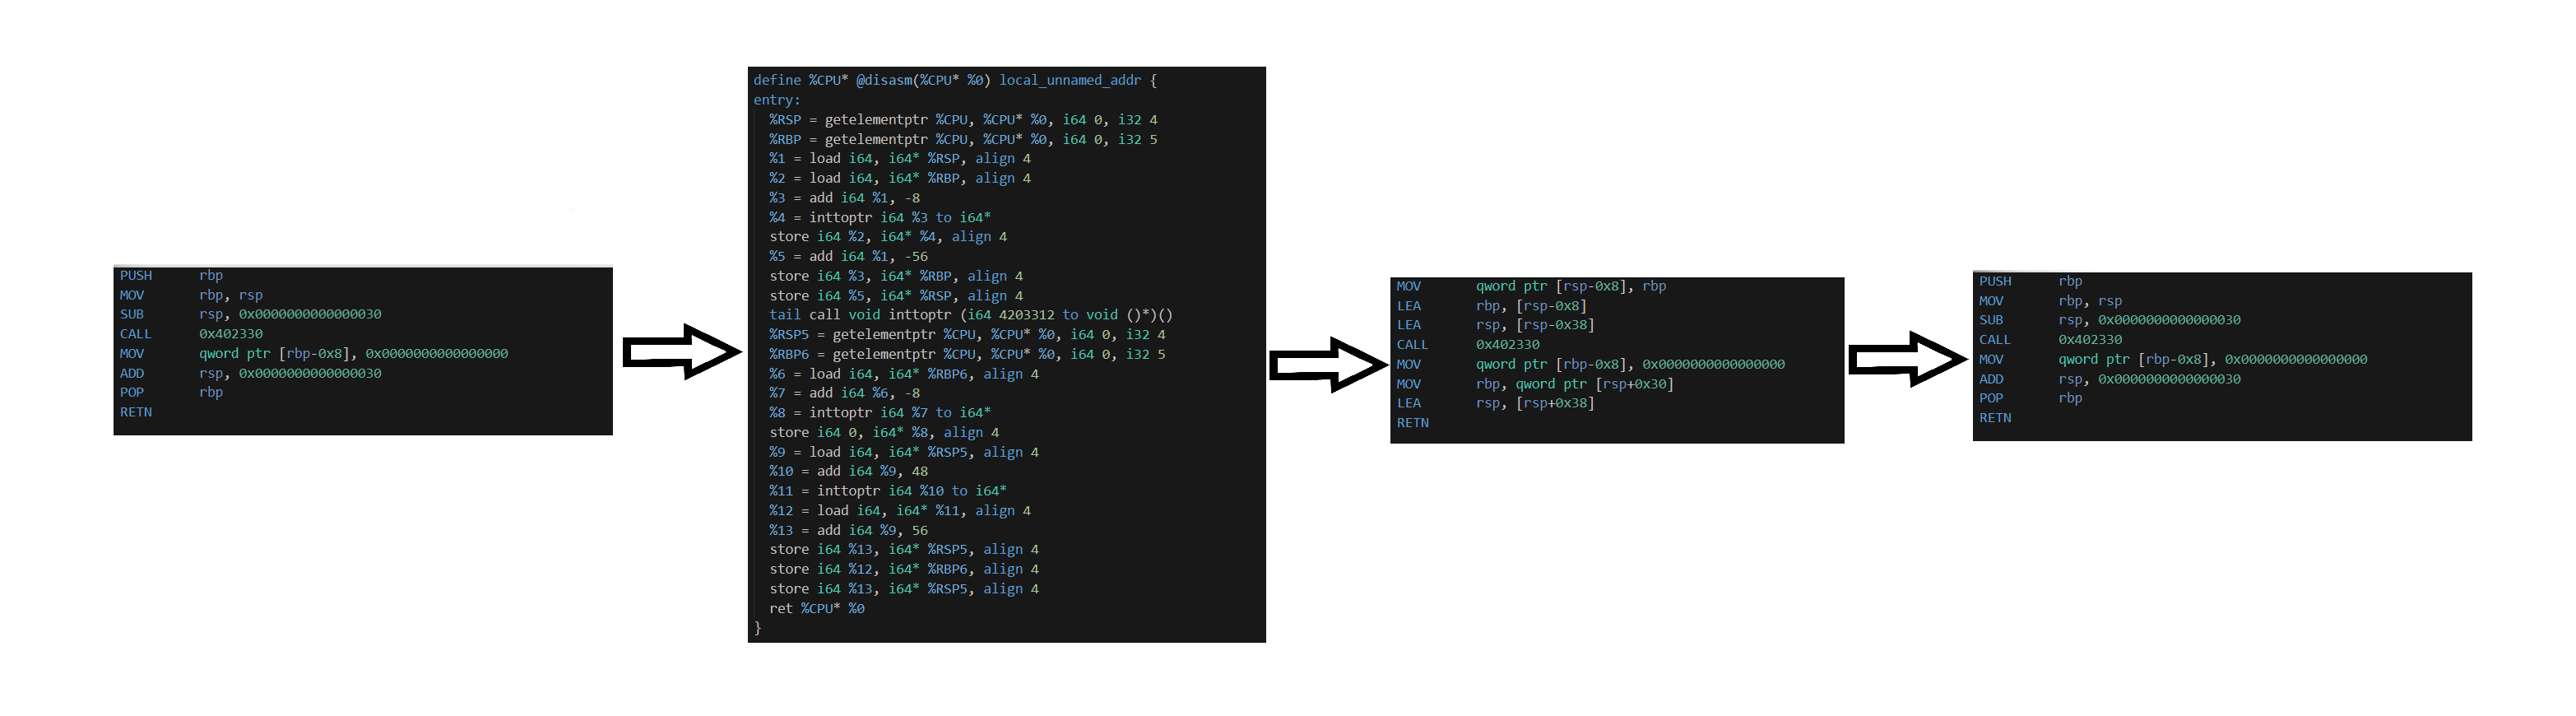 PUSH rbp
MOV rbp, rsp
SUB rsp, 0x0000000000000030
CALL 0x402330
MOV qword ptr [rbp-0x8], 0x0000000000000000
ADD rsp, 0x0000000000000030
POP rbp
RETN
define %CPU* @disasm(%CPU* %0) local_unnamed_addr {
entry:
%RSP = getelementptr %CPU, %CPU* %0, i64 0, i32 4
%RBP = getelementptr %CPU, %CPU* %0, i64 0, i32 5
%1 = load i64, i64* %RSP, align 4
%2 = load i64, i64* %RBP, align 4
%3 = add i64 %1, -8
%4 = inttoptr i64 %3 to i64*
store i64 %2, i64* %4, align 4
%5 = add i64 %1, -56
store i64 %3, i64* %RBP, align 4
store i64 %5, i64* %RSP, align 4
tail call void inttoptr (i64 4203312 to void ()*)()
%RSP5 = getelementptr %CPU, %CPU* %0, i64 0, i32 4
%RBP6 = getelementptr %CPU, %CPU* %0, i64 0, i32 5
%6 = load i64, i64* %RBP6, align 4
%7 = add i64 %6, -8
%8 = inttoptr i64 %7 to i64*
store i64 0, i64* %8, align 4
%9 = load i64, i64* %RSP5, align 4
%10 = add i64 %9, 48
%11 = inttoptr i64 %10 to i64*
%12 = load i64, i64* %11, align 4
%13 = add i64 %9, 56
store i64 %13, i64* %RSP5, align 4
store i64 %12, i64* %RBP6, align 4
store i64 %13, i64* %RSP5, align 4
ret %CPU* %0
}
MOV qword ptr [rsp-0x8], rbp
LEA rbp, [rsp-0x8]
LEA rsp, [rsp-0x38]
CALL 0x402330
MOV qword ptr [rbp-0x8], 0x0000000000000000
MOV rbp, qword ptr [rsp+0x30]
LEA rsp, [rsp+0x38]
RETN
PUSH rbp
MOV rbp, rsp
SUB rsp, 0x0000000000000030
CALL 0x402330
MOV qword ptr [rbp-0x8], 0x0000000000000000
ADD rsp, 0x0000000000000030
POP rbp
RETN